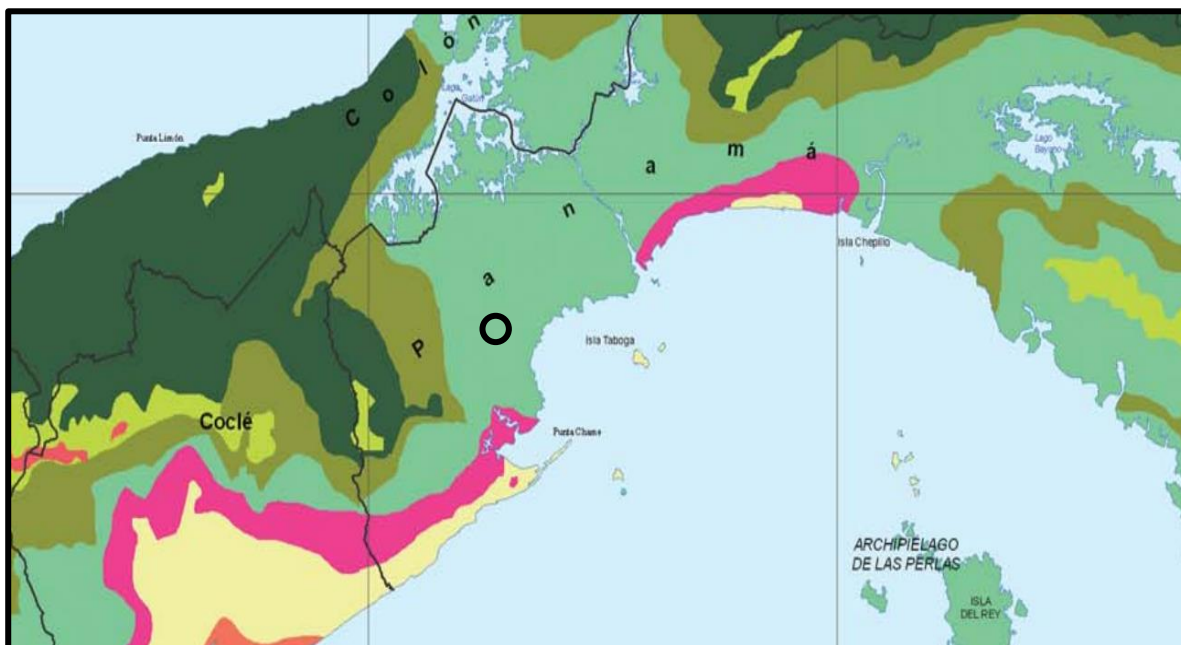 Colón
Lago
Gatún
Punta Limón
Lago
Bayano
Panamá
Isla Chepillo
Isla Taboga
Coclé
Punta Chame
ARCHIPIELAGO
DE LAS PERLAS
ISLA
DEL REY